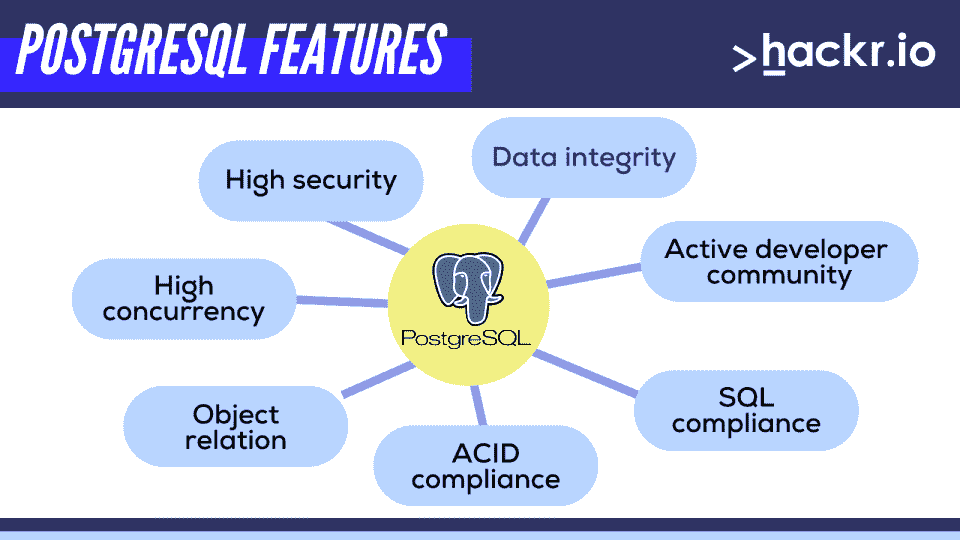 POSTGRESQL FEATURES
>hackr.io
High security
Data integrity
High
concurrency
Active developer
community
PostgreSQL
Object
relation
SQL
compliance
ACID
compliance